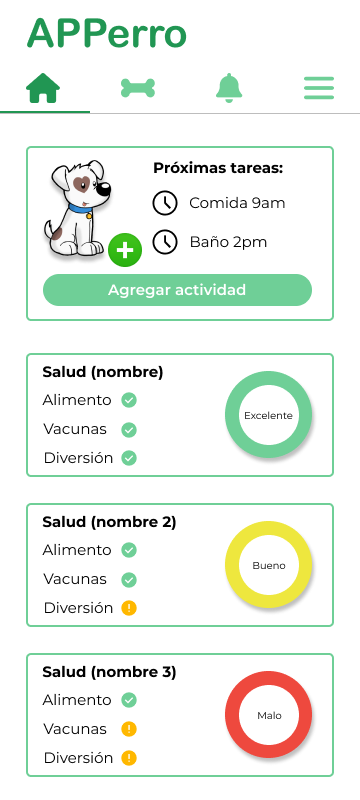 APPerro
Próximas tareas:
Comida 9am
Baño 2pm
Agregar actividad
Salud (nombre)
Alimento
Vacunas
Diversión
Excelente
Salud (nombre 2)
Alimento
Vacunas
Diversión
Bueno
Salud (nombre 3)
Alimento
Vacunas
Diversión
Malo